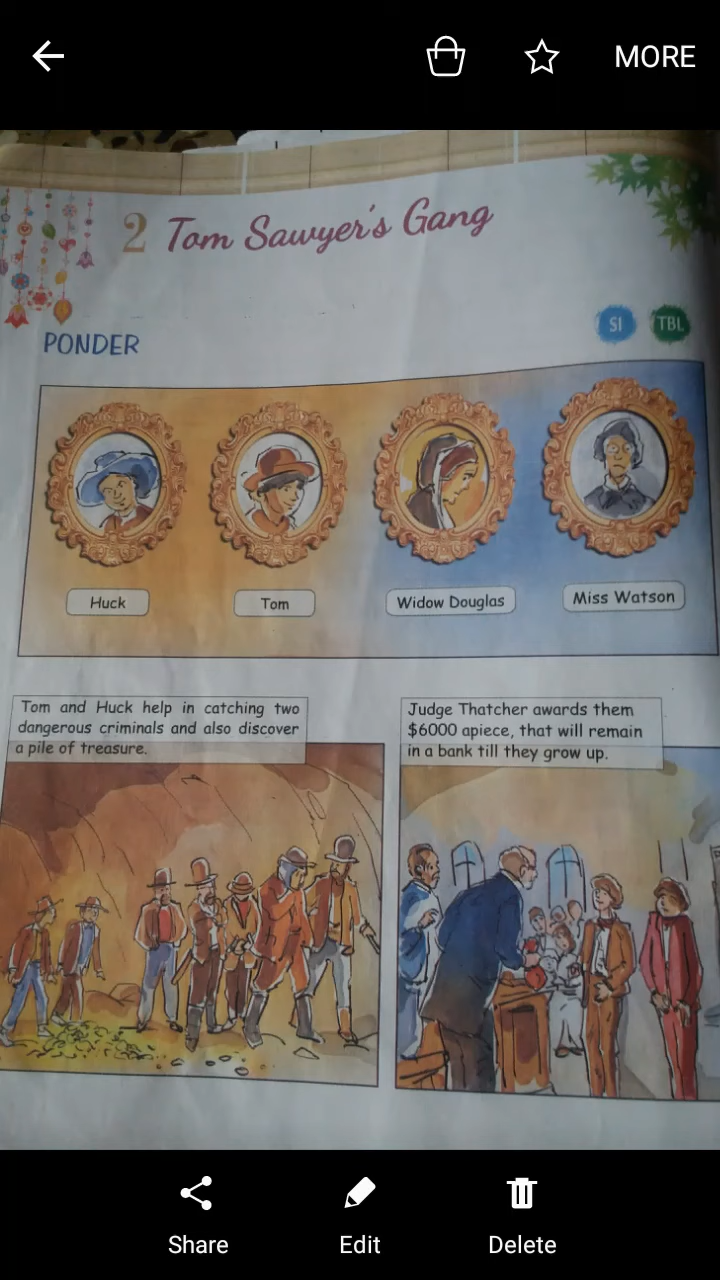 MORE
2 Tom Sawyer's Gang
SI TBL
PONDER
Huck
Tom
Widow Douglas
Miss Watson
Tom and Huck help in catching two
dangerous criminals and also discover
a pile of treasure.
Judge Thatcher awards them
$6000 apiece, that will remain
in a bank till they grow up.
Share
Edit
Delete